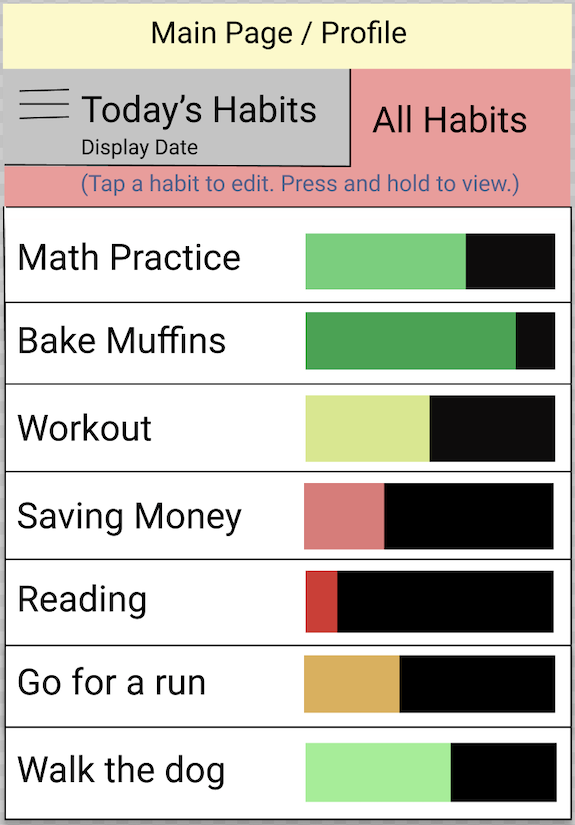 Main Page / Profile
Today’s Habits
Display Date
All Habits
(Tap a habit to edit. Press and hold to view.)
Math Practice
Bake Muffins
Workout
Saving Money
Reading
Go for a run
Walk the dog